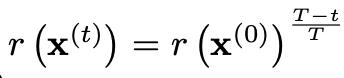 r (𝐱^{(t)}) = r (𝐱^{(0)})^{\frac{T−t}{T}}